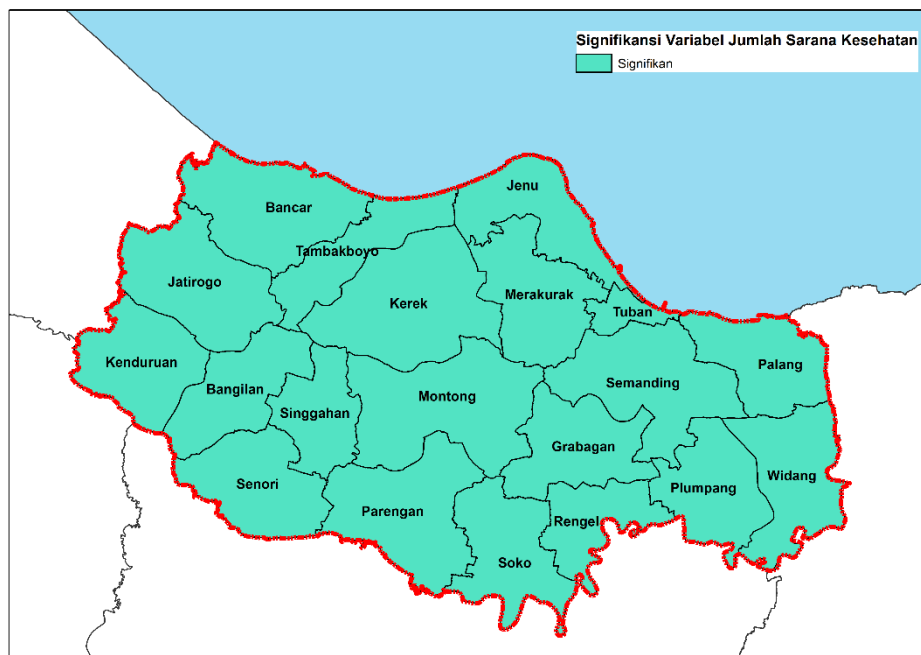 Signifikansi Variabel Jumlah Sarana Kesehatan
Signifikan
Jenu
Bancar
Tambakboyo
Jatirogo
Kerek
Merakurak
Tuban
Kenduruan
Bangilan
Singgahan
Montong
Semanding
Palang
Grabagan
Senori
Parengan
Plumpang
Widang
Rengel
Soko